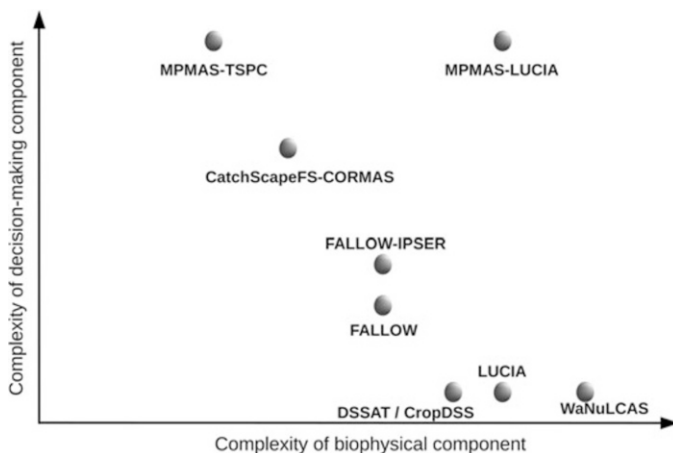 Complexity of decision-making component
MPMAS-TSPC
MPMAS-LUCIA
CatchScapeFS-CORMAS
FALLOW-IPSER
FALLOW
LUCIA
DSSAT / CropDSS
WaNuLCAS
Complexity of biophysical component